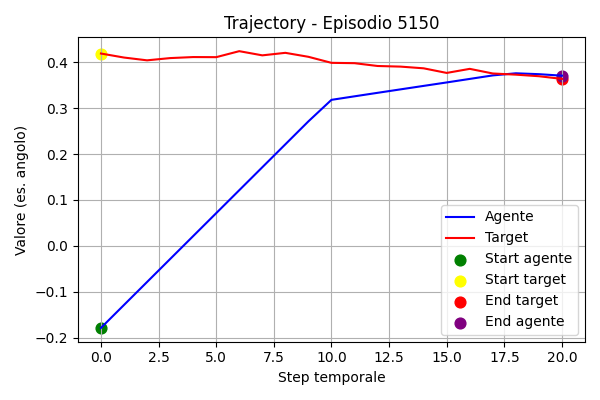 Trajectory - Episodio 5150
Valore (es. angolo)
0.4
0.3
0.2
0.1
0.0
−0.1
−0.2
0.0 2.5 5.0 7.5 10.0 12.5 15.0 17.5 20.0
Step temporale
Agente
Target
Start agente
Start target
End target
End agente